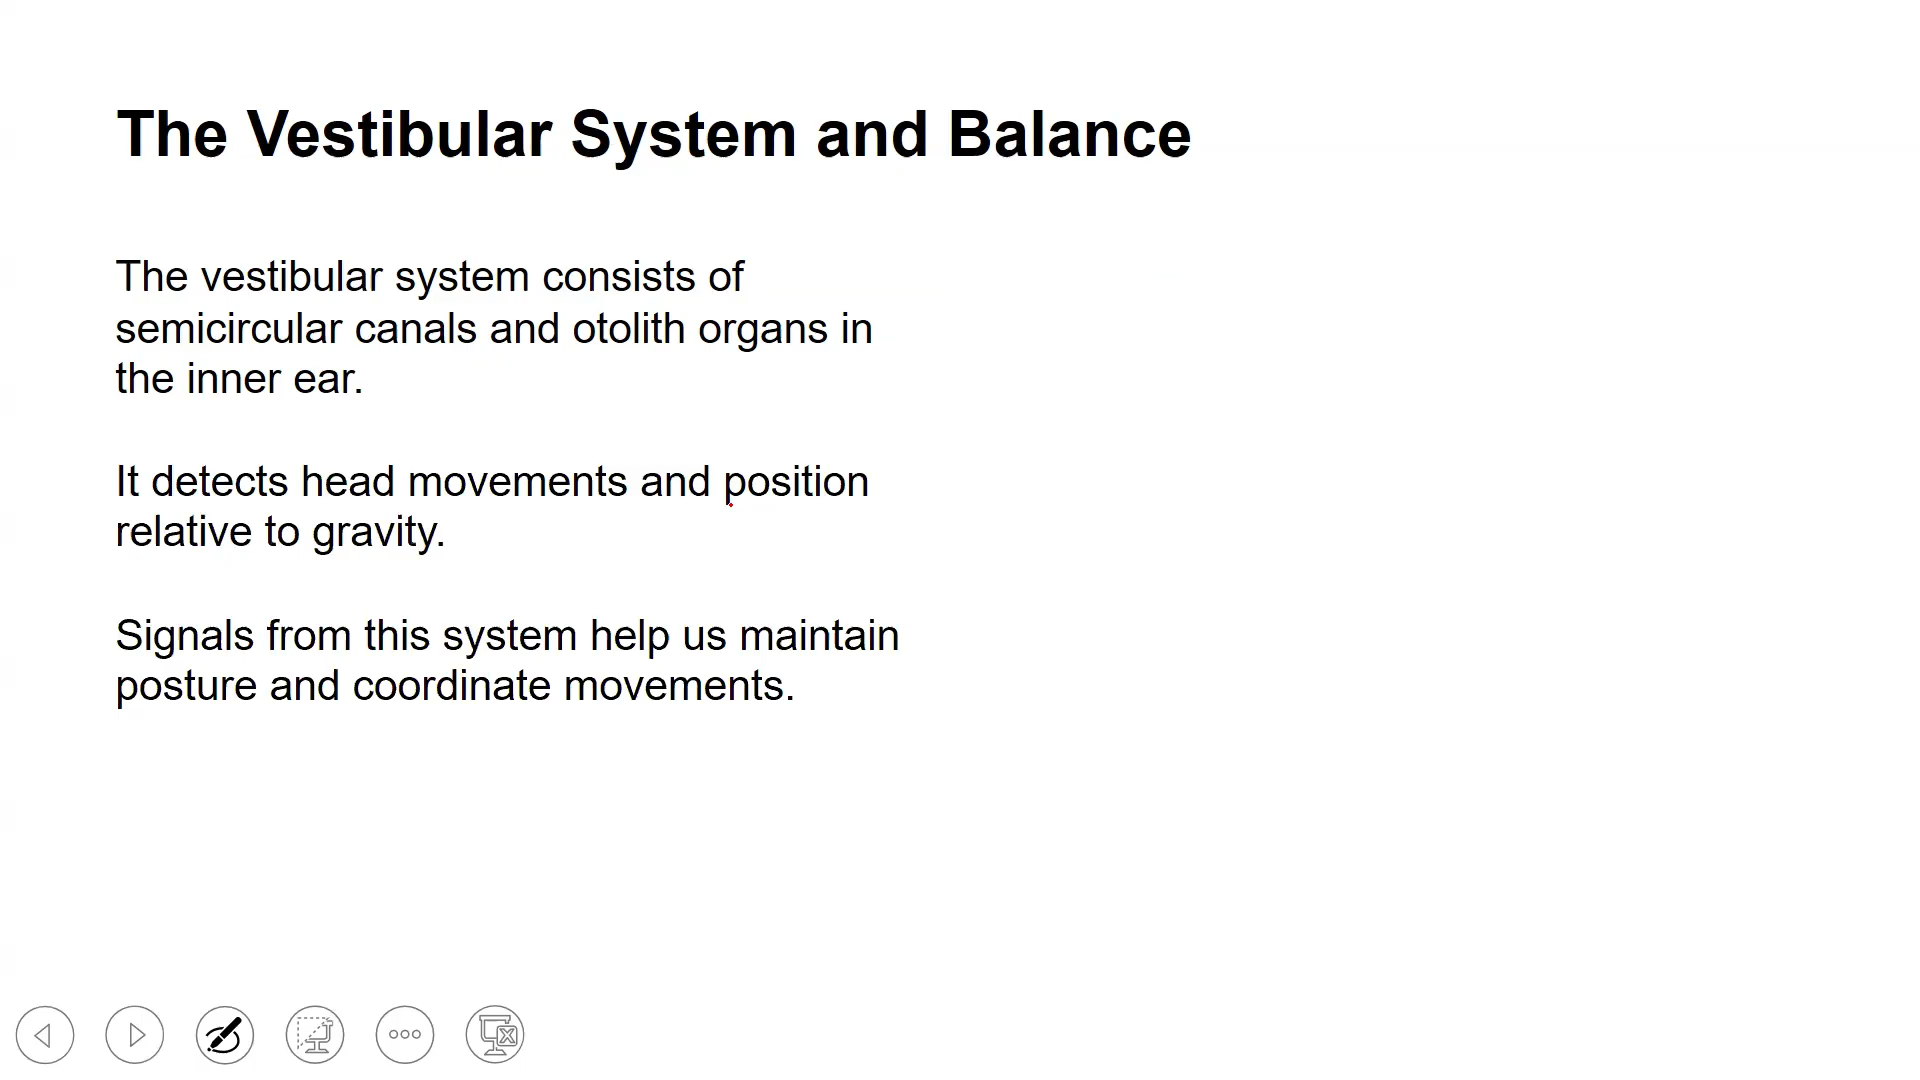 The Vestibular System and Balance
The vestibular system consists of
semicircular canals and otolith organs in
the inner ear.
It detects head movements and position
relative to gravity.
Signals from this system help us maintain
posture and coordinate movements.